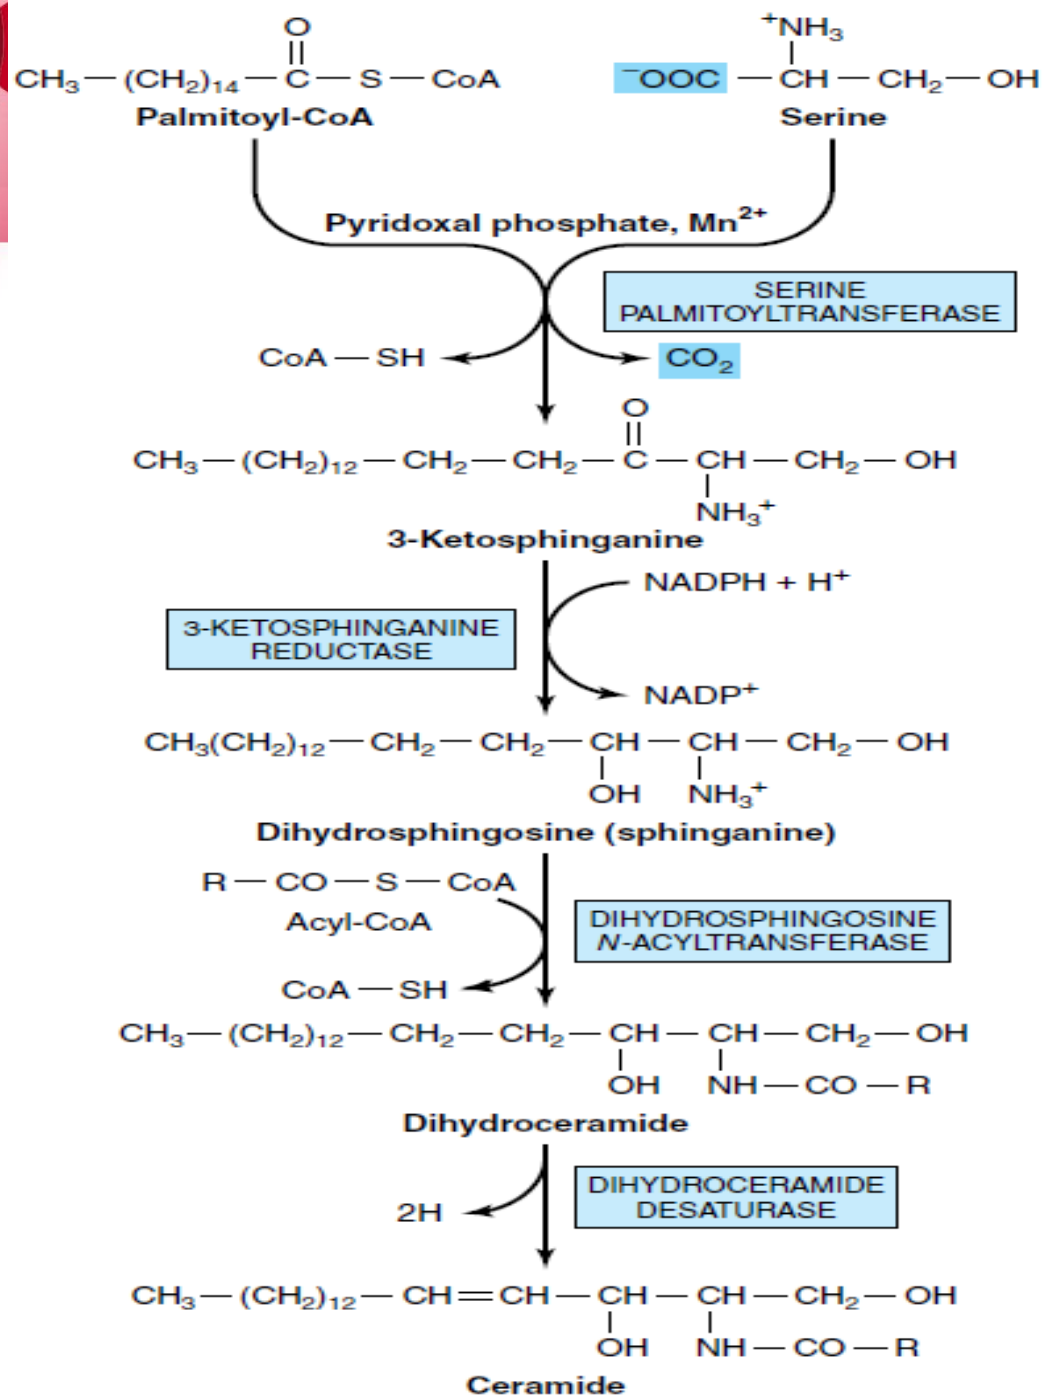 O
CH₃—(CH₂)₁₄—C—S—CoA
Palmitoyl-CoA
⁺NH₃
⁻OOC—CH—CH₂—OH
Serine
Pyridoxal phosphate, Mn²⁺
SERINE
PALMITOYLTRANSFERASE
CoA—SH
CO₂
O
CH₃—(CH₂)₁₂—CH₂—CH₂—C—CH—CH₂—OH
NH₃⁺
3-Ketosphinganine
NADPH + H⁺
3-KETOSPHINGANINE
REDUCTASE
NADP⁺
CH₃(CH₂)₁₂—CH₂—CH₂—CH—CH—CH₂—OH
OH NH₃⁺
Dihydrosphingosine (sphinganine)
R—CO—S—CoA
Acyl-CoA
DIHYDROSPHINGOSINE
N-ACYLTRANSFERASE
CoA—SH
CH₃—(CH₂)₁₂—CH₂—CH₂—CH—CH—CH₂—OH
OH NH—CO—R
Dihydroceramide
DIHYDROCERAMIDE
DESATURASE
2H
CH₃—(CH₂)₁₂—CH=CH—CH—CH—CH₂—OH
OH NH—CO—R
Ceramide